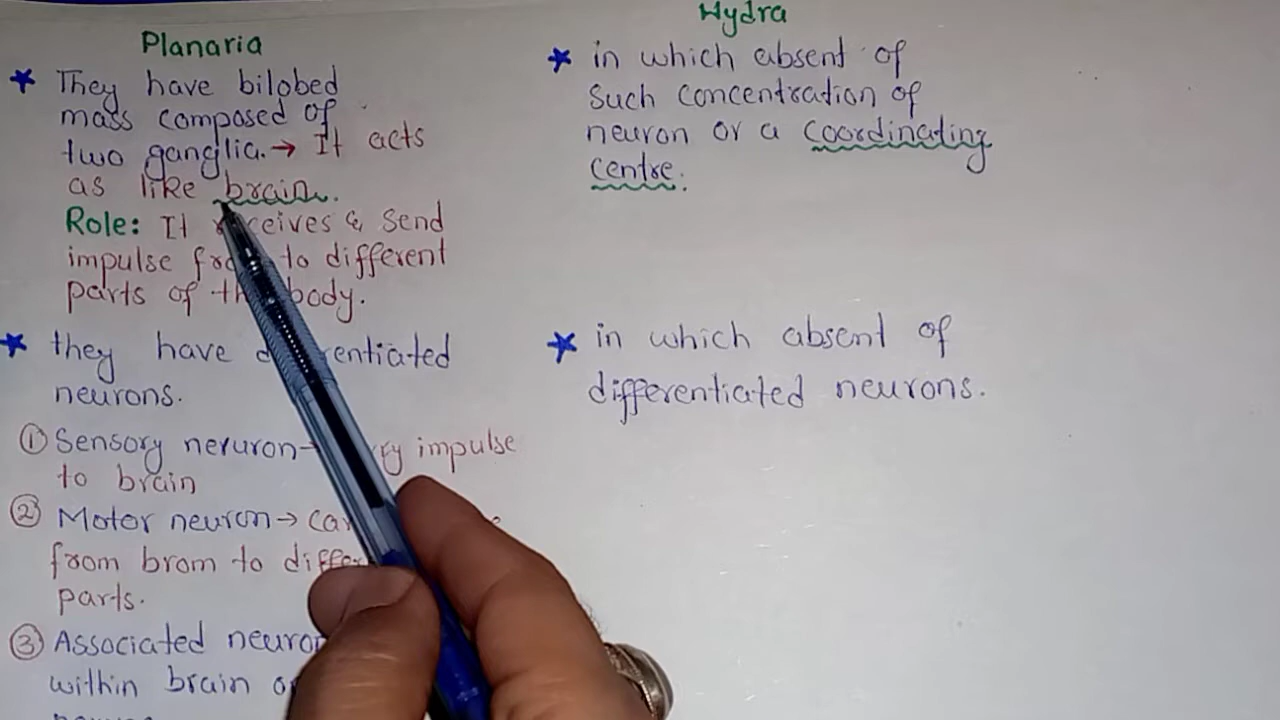 Planaria
They have bilobed
mass composed of
two ganglia. → It acts
as like brain.
Role: It & send
impulse to different
parts of body.
they have
neurons.
① Sensory neruron→ impulse
to brain
② Motor neuron→
from brom to
parts.
③ Associated
within brain
Hydra
in which absent of
Such concentration of
neuron or a coordinating
centre.
in which absent of
differentiated neurons.